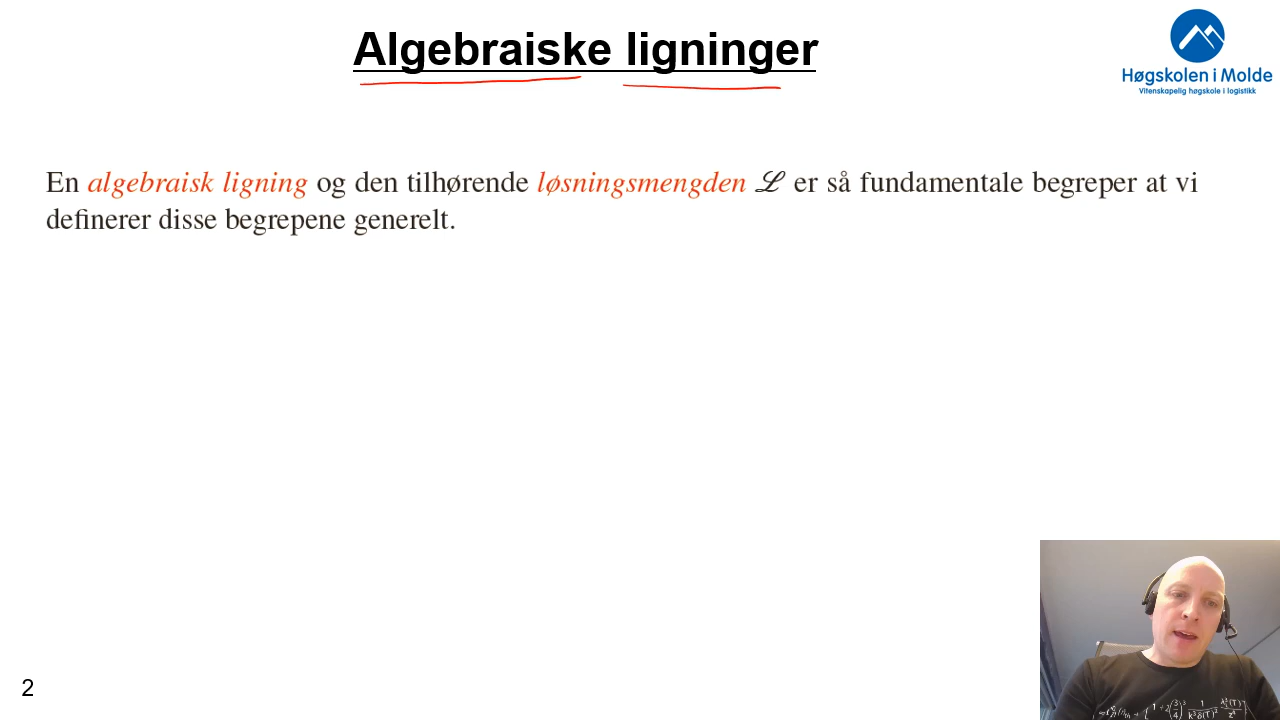 Algebraiske ligninger
Høgskolen i Molde
Vitenskapelig høgskole i logistikk
En algebraisk ligning og den tilhørende løsningsmengden ℒ er så fundamentale begreper at vi
definerer disse begrepene generelt.
2